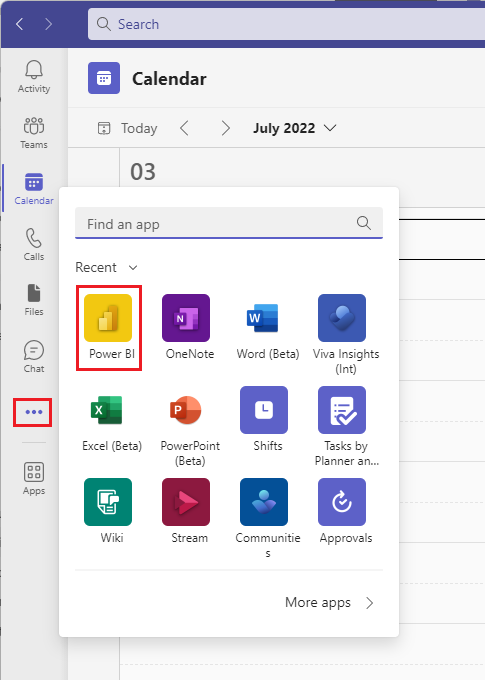 Search
Activity
Teams
Calendar
Calls
Files
Chat
•••
Apps
Calendar
Today
July 2022
03
Find an app
Recent
Power BI
OneNote
Word (Beta)
Viva Insights
(Int)
Excel (Beta)
PowerPoint
(Beta)
Shifts
Tasks by
Planner an...
Wiki
Stream
Communitie
s
Approvals
More apps